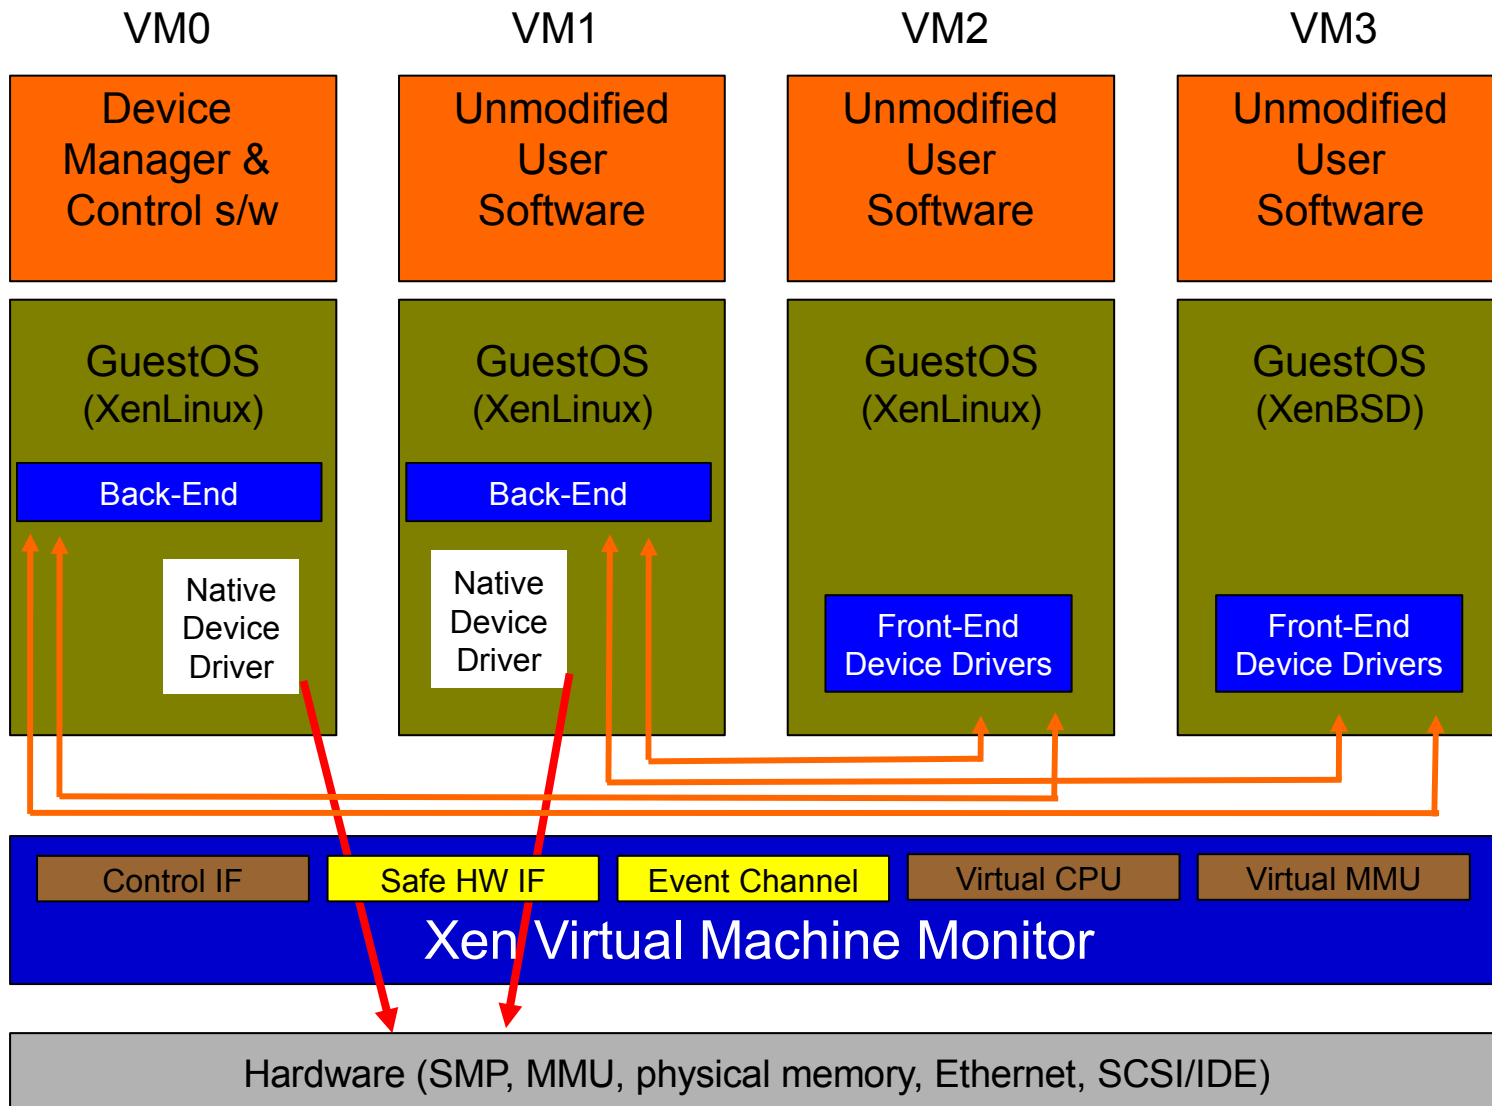 VM0
VM1
VM2
VM3
Device
Manager &
Control s/w
Unmodified
User
Software
Unmodified
User
Software
Unmodified
User
Software
GuestOS
(XenLinux)
GuestOS
(XenLinux)
GuestOS
(XenLinux)
GuestOS
(XenBSD)
Back-End
Back-End
Native
Device
Driver
Native
Device
Driver
Front-End
Device Drivers
Front-End
Device Drivers
Control IF
Safe HW IF
Event Channel
Virtual CPU
Virtual MMU
Xen Virtual Machine Monitor
Hardware (SMP, MMU, physical memory, Ethernet, SCSI/IDE)